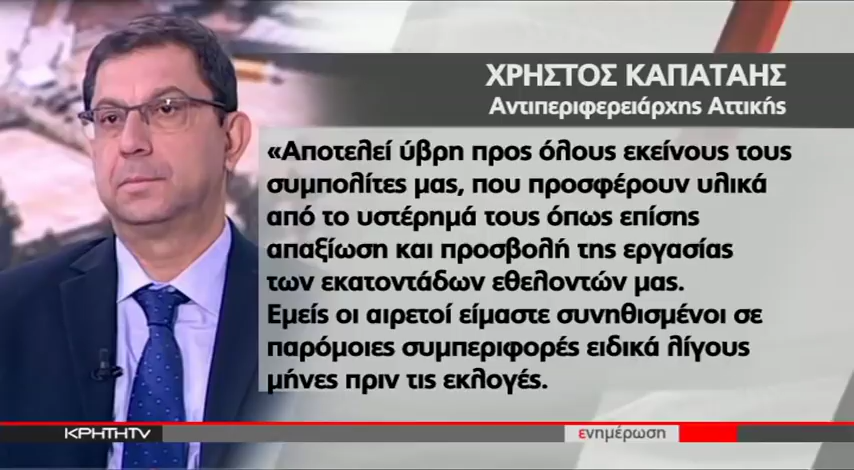 ΧΡΗΣΤΟΣ ΚΑΠΑΤΑΗΣ
Αντιπεριφερειάρχης Αττικής
«Αποτελεί ύβρη προς όλους εκείνους τους
συμπολίτες μας, που προσφέρουν υλικά
από το υστέρημά τους όπως επίσης
απαξίωση και προσβολή της εργασίας
των εκατοντάδων εθελοντών μας.
Εμείς οι αιρετοί είμαστε συνηθισμένοι σε
παρόμοιες συμπεριφορές ειδικά λίγους
μήνες πριν τις εκλογές.
ΚΡΗΤΗTV
ενημέρωση